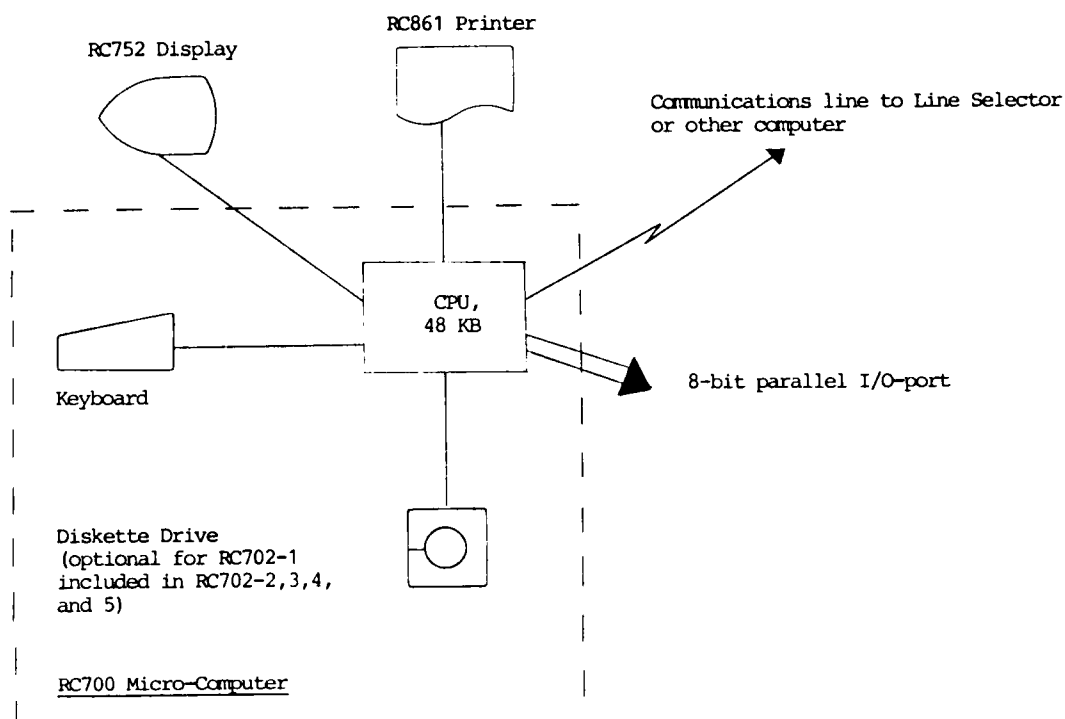 RC861 Printer
RC752 Display
Communications line to Line Selector
or other computer
CPU,
48 KB
8-bit parallel I/O-port
Keyboard
Diskette Drive
(optional for RC702-1
included in RC702-2,3,4,
and 5)
RC700 Micro-Computer